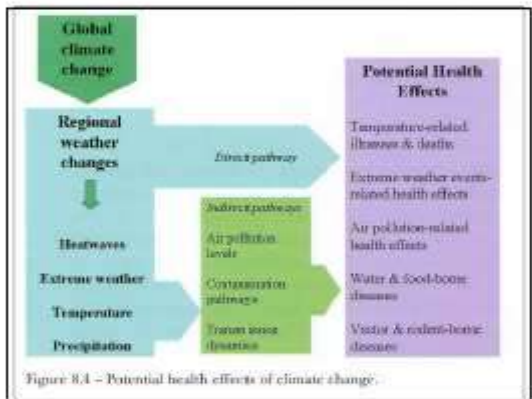 Global
climate
change
Regional
weather
changes
Heatwaves
Extreme weather
Temperature
Precipitation
Direct pathway
Indirect pathways
Air pollution
levels
Contamination
pathways
Transmission
dynamics
Potential Health
Effects
Temperature-related
illnesses & deaths
Extreme weather events-
related health effects
Air pollution-related
health effects
Water & food-borne
diseases
Vector & rodent-borne
diseases
Figure 8.4 – Potential health effects of climate change.